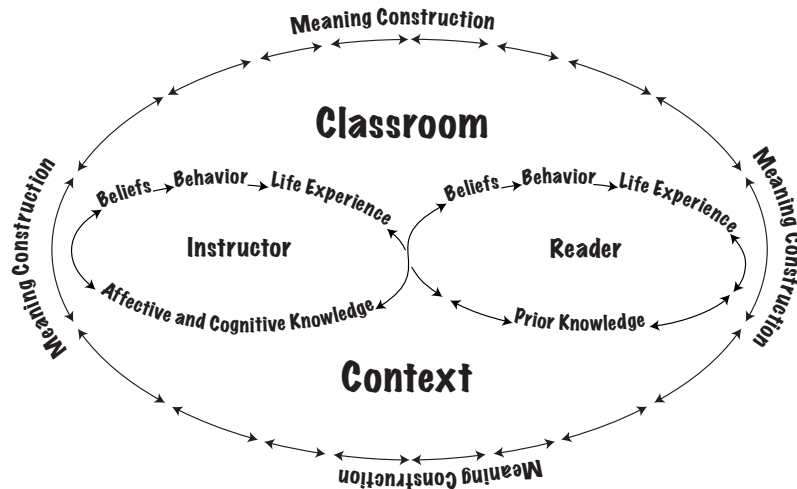 Meaning Construction
Classroom
Meaning Construction
Meaning Construction
Beliefs
Behavior
Life Experience
Beliefs
Behavior
Life Experience
Instructor
Reader
Affective and Cognitive Knowledge
Prior Knowledge
Context
Meaning Construction